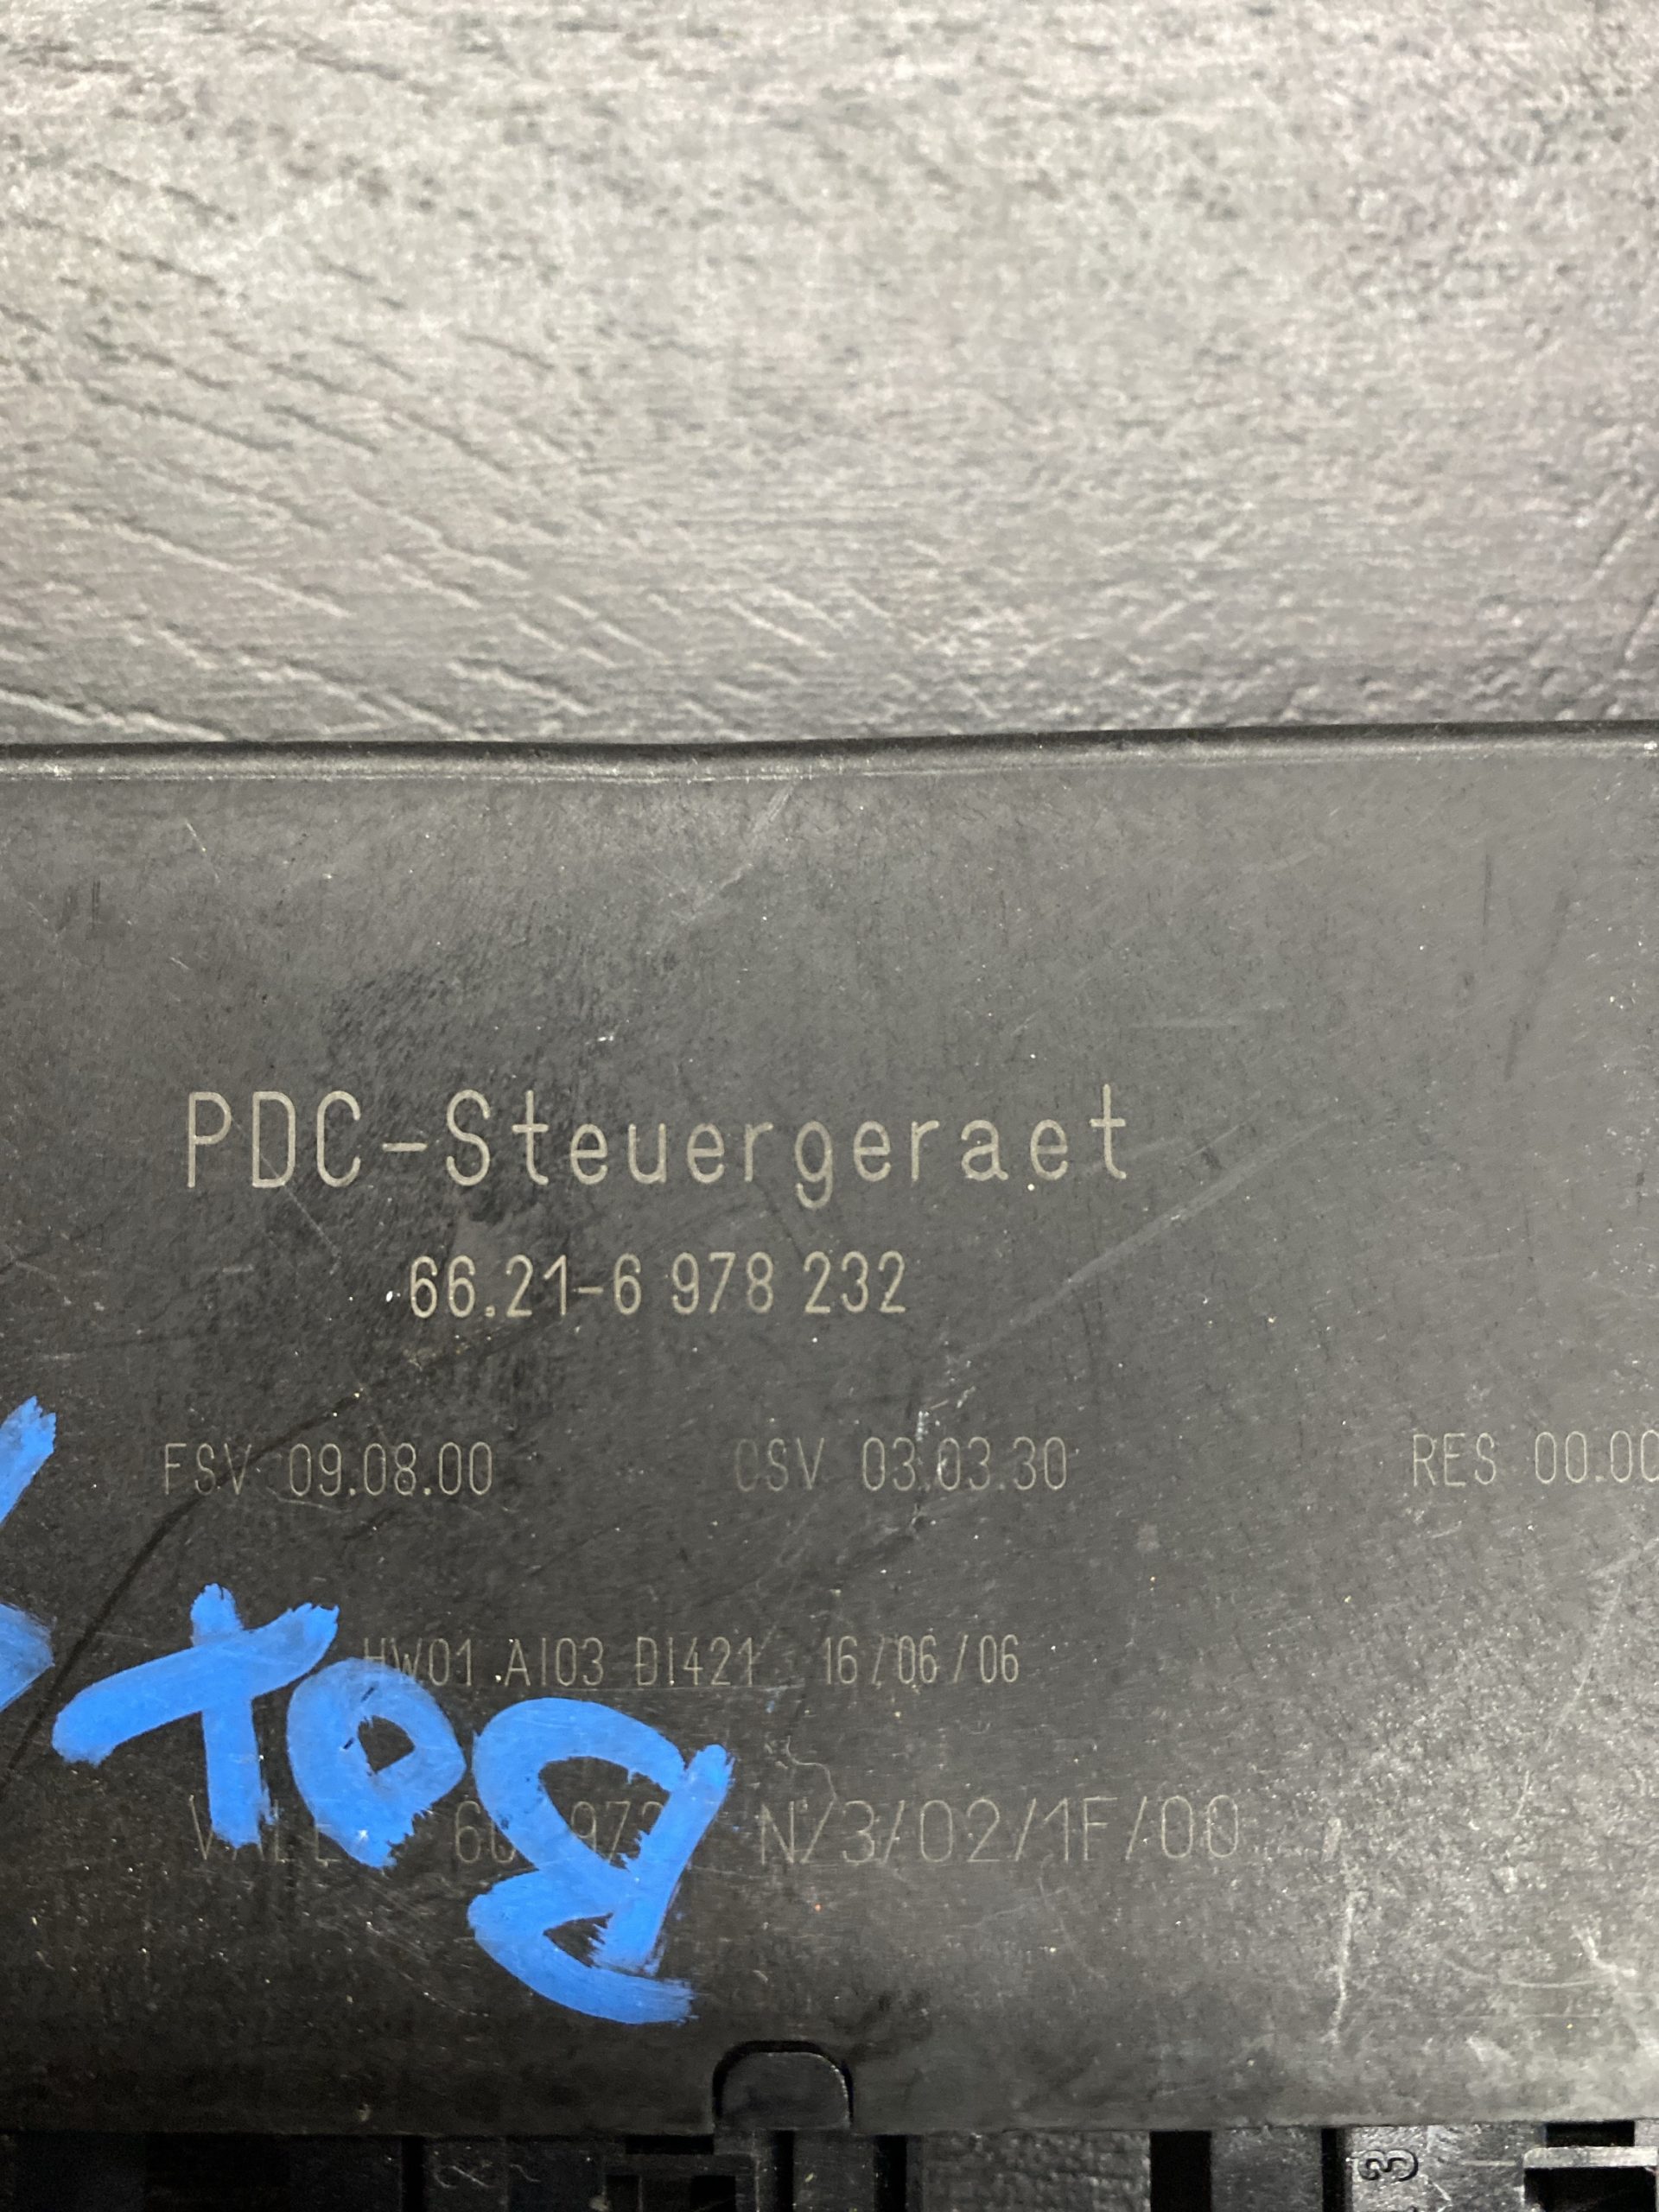 PDC-Steuergeraet
66.21-6 978 232
FSV 09.08.00 CSV 03.03.30 RES 00.00
HW01 AI03 DI421 16/06/06
N/3/02/1F/00